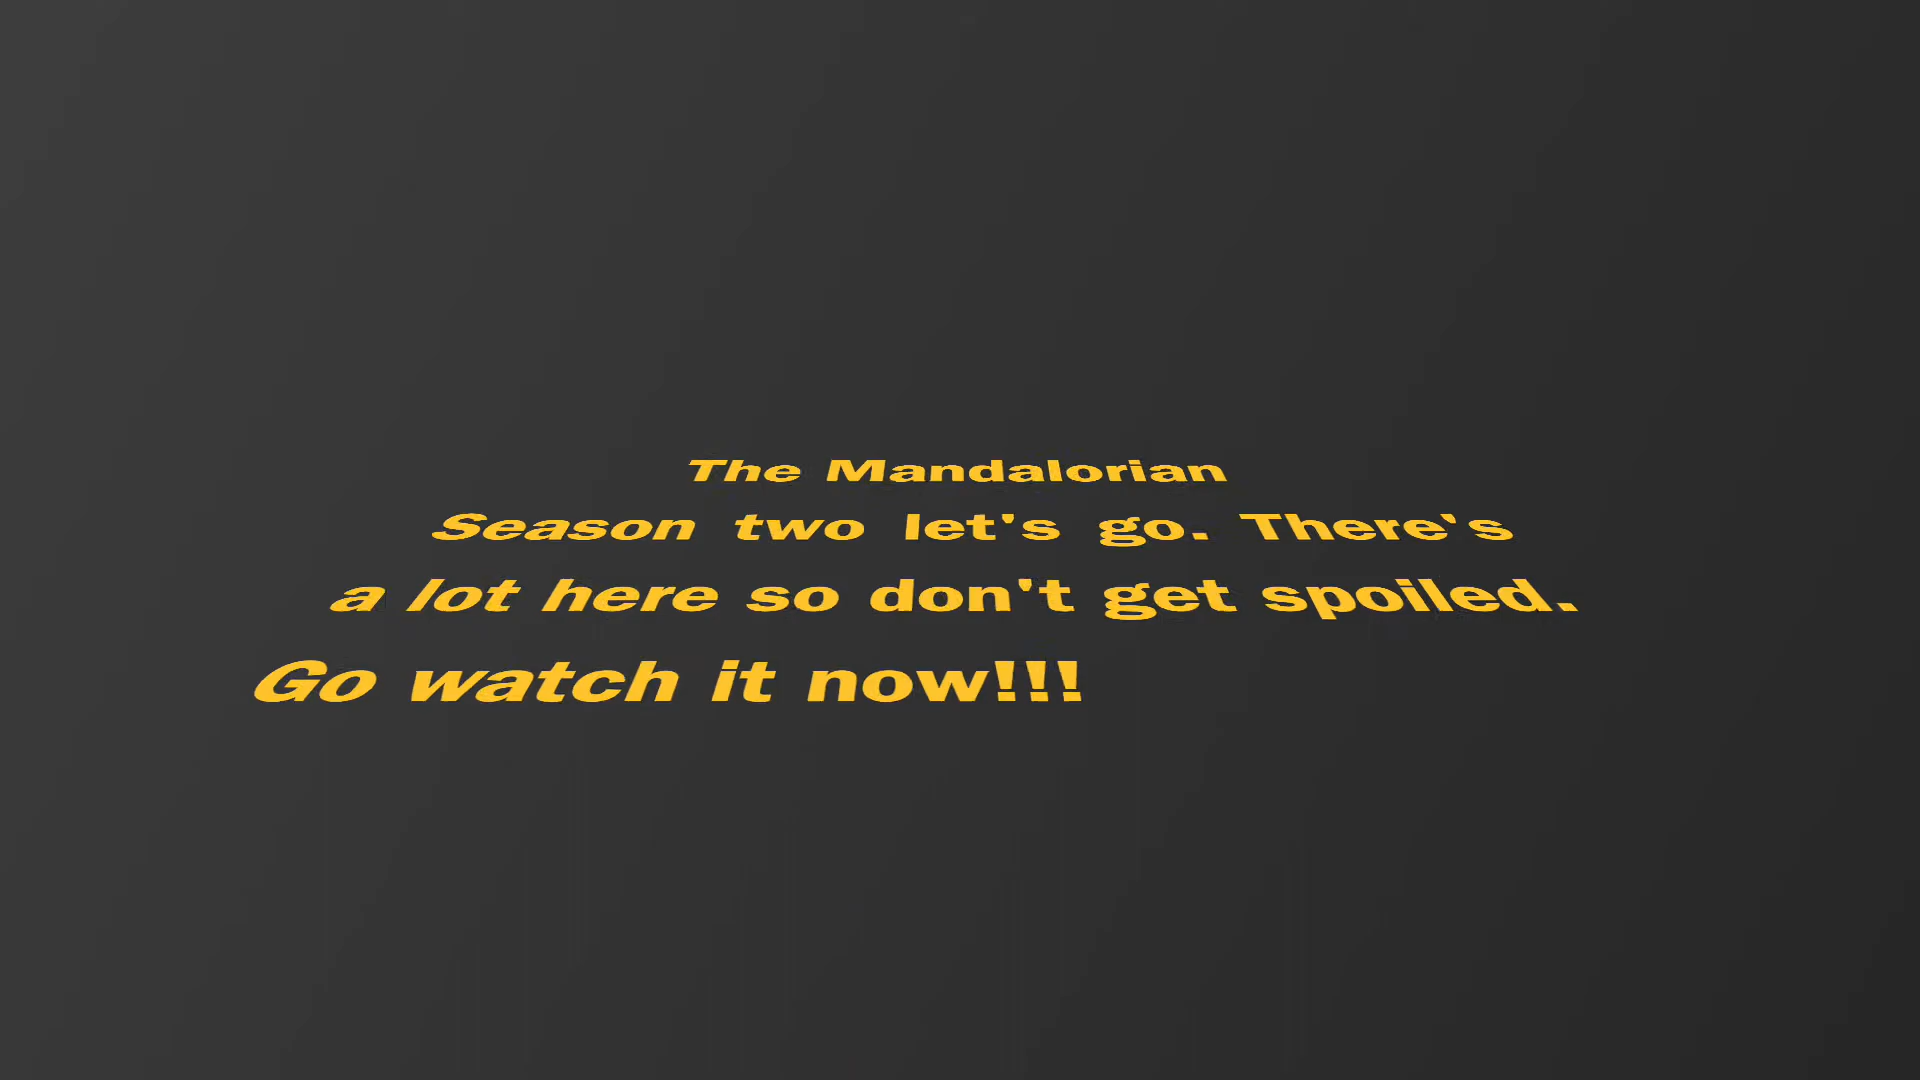 The Mandalorian
Season two let's go. There's
a lot here so don't get spoiled.
Go watch it now!!!